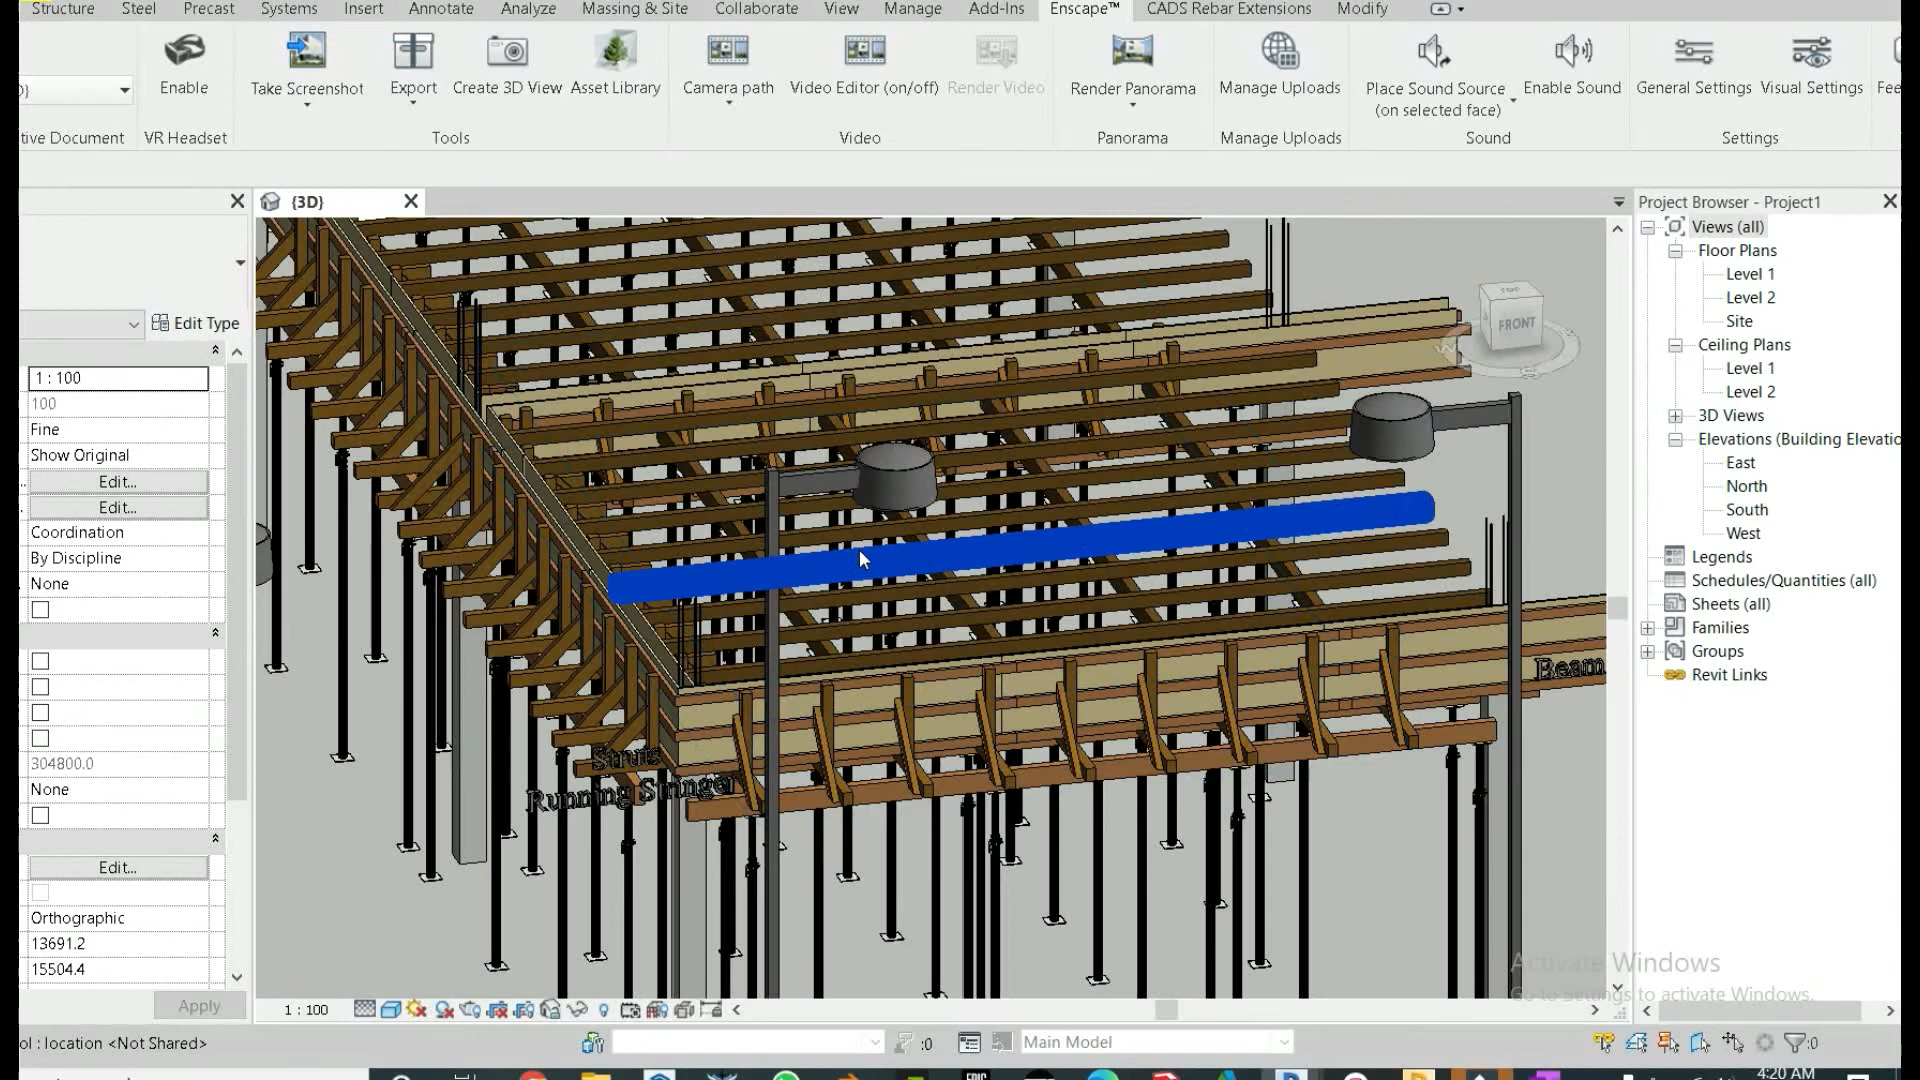 Structure Steel Precast Systems Insert Annotate Analyze Massing & Site Collaborate View Manage Add-Ins Enscape™ CADS Rebar Extensions Modify
Enable
Take Screenshot
Export
Create 3D View
Asset Library
Camera path
Video Editor (on/off)
Render Video
Render Panorama
Manage Uploads
Place Sound Source
(on selected face)
Enable Sound
General Settings
Visual Settings
Fee
tive Document
VR Headset
Tools
Video
Panorama
Manage Uploads
Sound
Settings
{3D}
Edit Type
1 : 100
100
Fine
Show Original
Edit...
Edit...
Coordination
By Discipline
None
304800.0
None
Edit...
Orthographic
13691.2
15504.4
Apply
TOP
FRONT
Struts
Running Stringer
Beam
Project Browser - Project1
Views (all)
Floor Plans
Level 1
Level 2
Site
Ceiling Plans
Level 1
Level 2
3D Views
Elevations (Building Elevatio
East
North
South
West
Legends
Schedules/Quantities (all)
Sheets (all)
Families
Groups
Revit Links
Activate Windows
Go to Settings to activate Windows.
1 : 100
ol : location <Not Shared>
:0
Main Model
:0
EPIC
4:20 AM